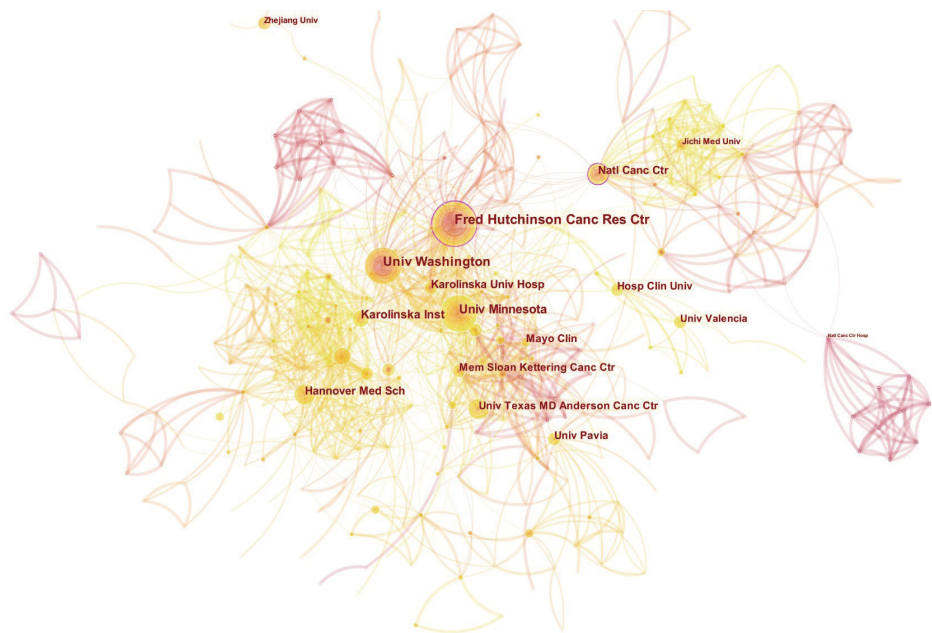 Zhejiang Univ
Jichi Med Univ
Natl Canc Ctr
Fred Hutchinson Canc Res Ctr
Univ Washington
Karolinska Univ Hosp
Hosp Clin Univ
Karolinska Inst
Univ Minnesota
Univ Valencia
Natl Canc Ctr Hosp
Mayo Clin
Mem Sloan Kettering Canc Ctr
Hannover Med Sch
Univ Texas MD Anderson Canc Ctr
Univ Pavia